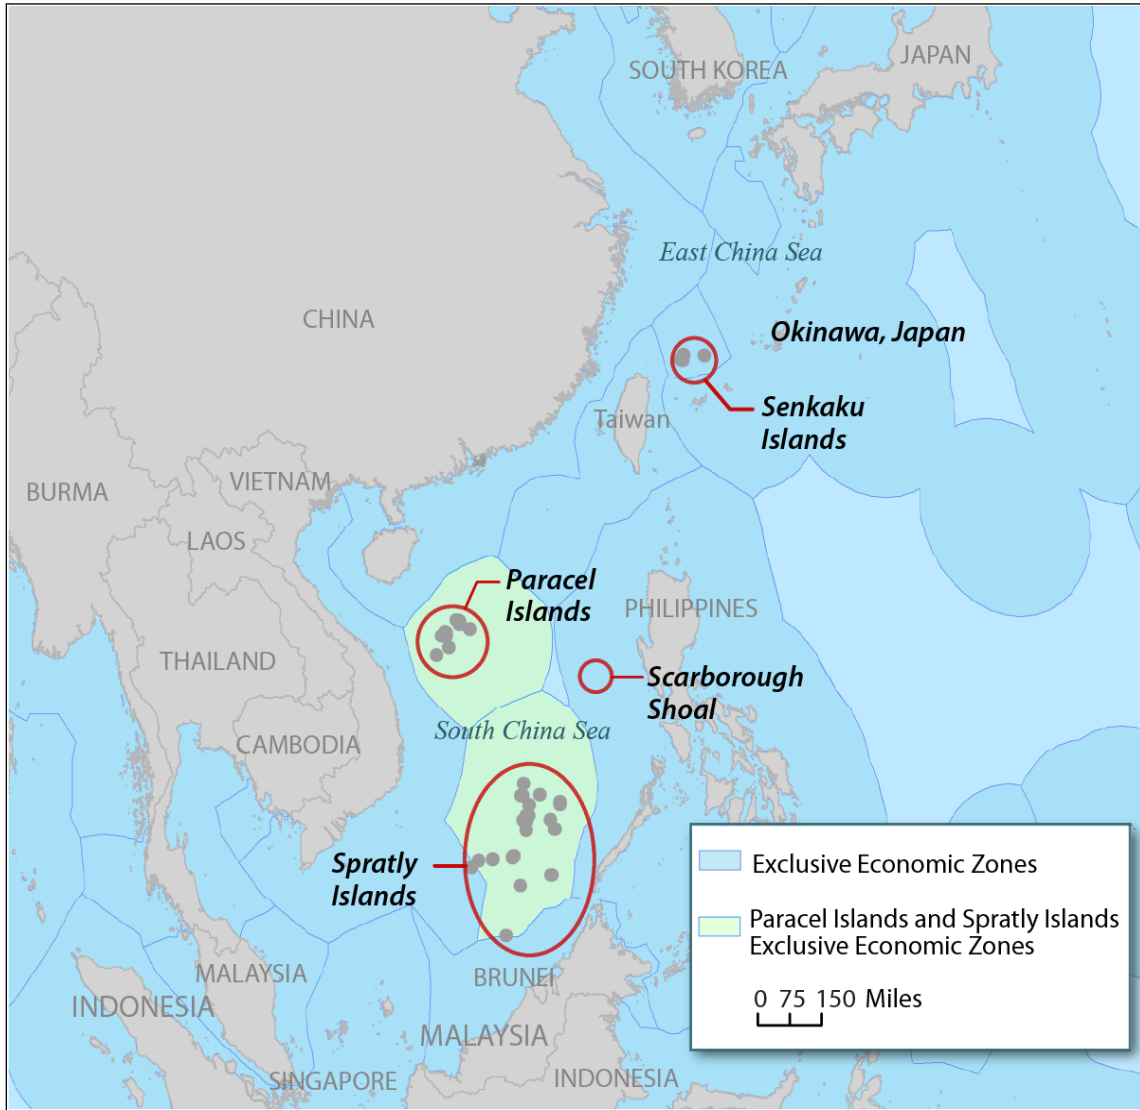 SOUTH KOREA
JAPAN
East China Sea
CHINA
Okinawa, Japan
Senkaku
Islands
Taiwan
BURMA
VIETNAM
LAOS
Paracel
Islands
PHILIPPINES
THAILAND
Scarborough
Shoal
South China Sea
CAMBODIA
Spratly
Islands
Exclusive Economic Zones
Paracel Islands and Spratly Islands
Exclusive Economic Zones
0 75 150 Miles
MALAYSIA
BRUNEI
INDONESIA
MALAYSIA
SINGAPORE
INDONESIA